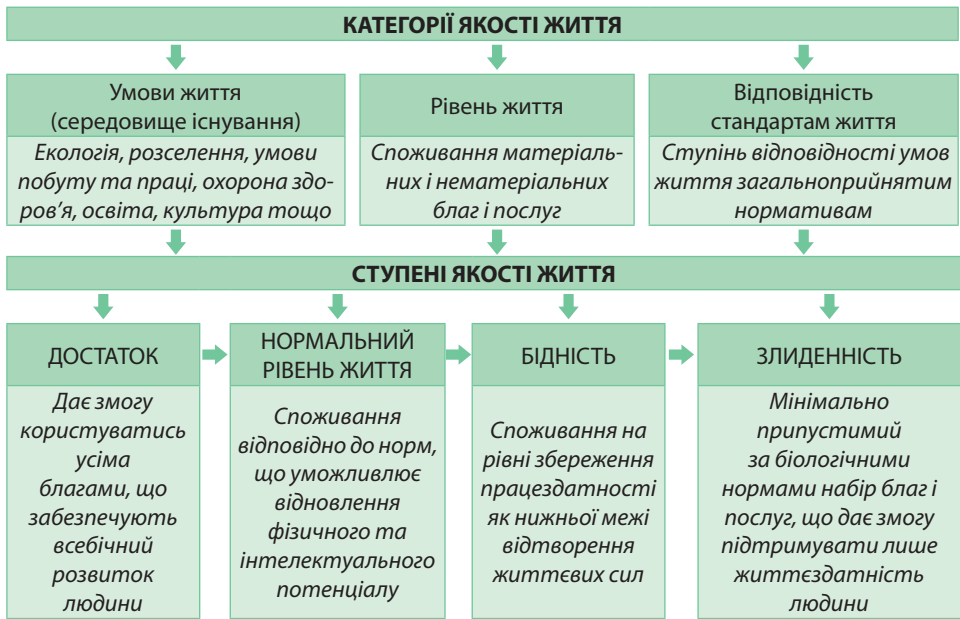 КАТЕГОРІЇ ЯКОСТІ ЖИТТЯ
Умови життя
(середовище існування)
Екологія, розселення, умови
побуту та праці, охорона здо-
ров’я, освіта, культура тощо
Рівень життя
Споживання матеріаль-
них і нематеріальних
благ і послуг
Відповідність
стандартам життя
Ступінь відповідності умов
життя загальноприйнятим
нормативам
СТУПЕНІ ЯКОСТІ ЖИТТЯ
ДОСТАТОК
Дає змогу
користуватись
усіма
благами, що
забезпечують
всебічний
розвиток
людини
НОРМАЛЬНИЙ
РІВЕНЬ ЖИТТЯ
Споживання
відповідно до норм,
що уможливлює
відновлення
фізичного та
інтелектуального
потенціалу
БІДНІСТЬ
Споживання на
рівні збереження
працездатності
як нижньої межі
відтворення
життєвих сил
ЗЛИДЕННІСТЬ
Мінімально
припустимий
за біологічними
нормами набір благ і
послуг, що дає змогу
підтримувати лише
життєздатність
людини